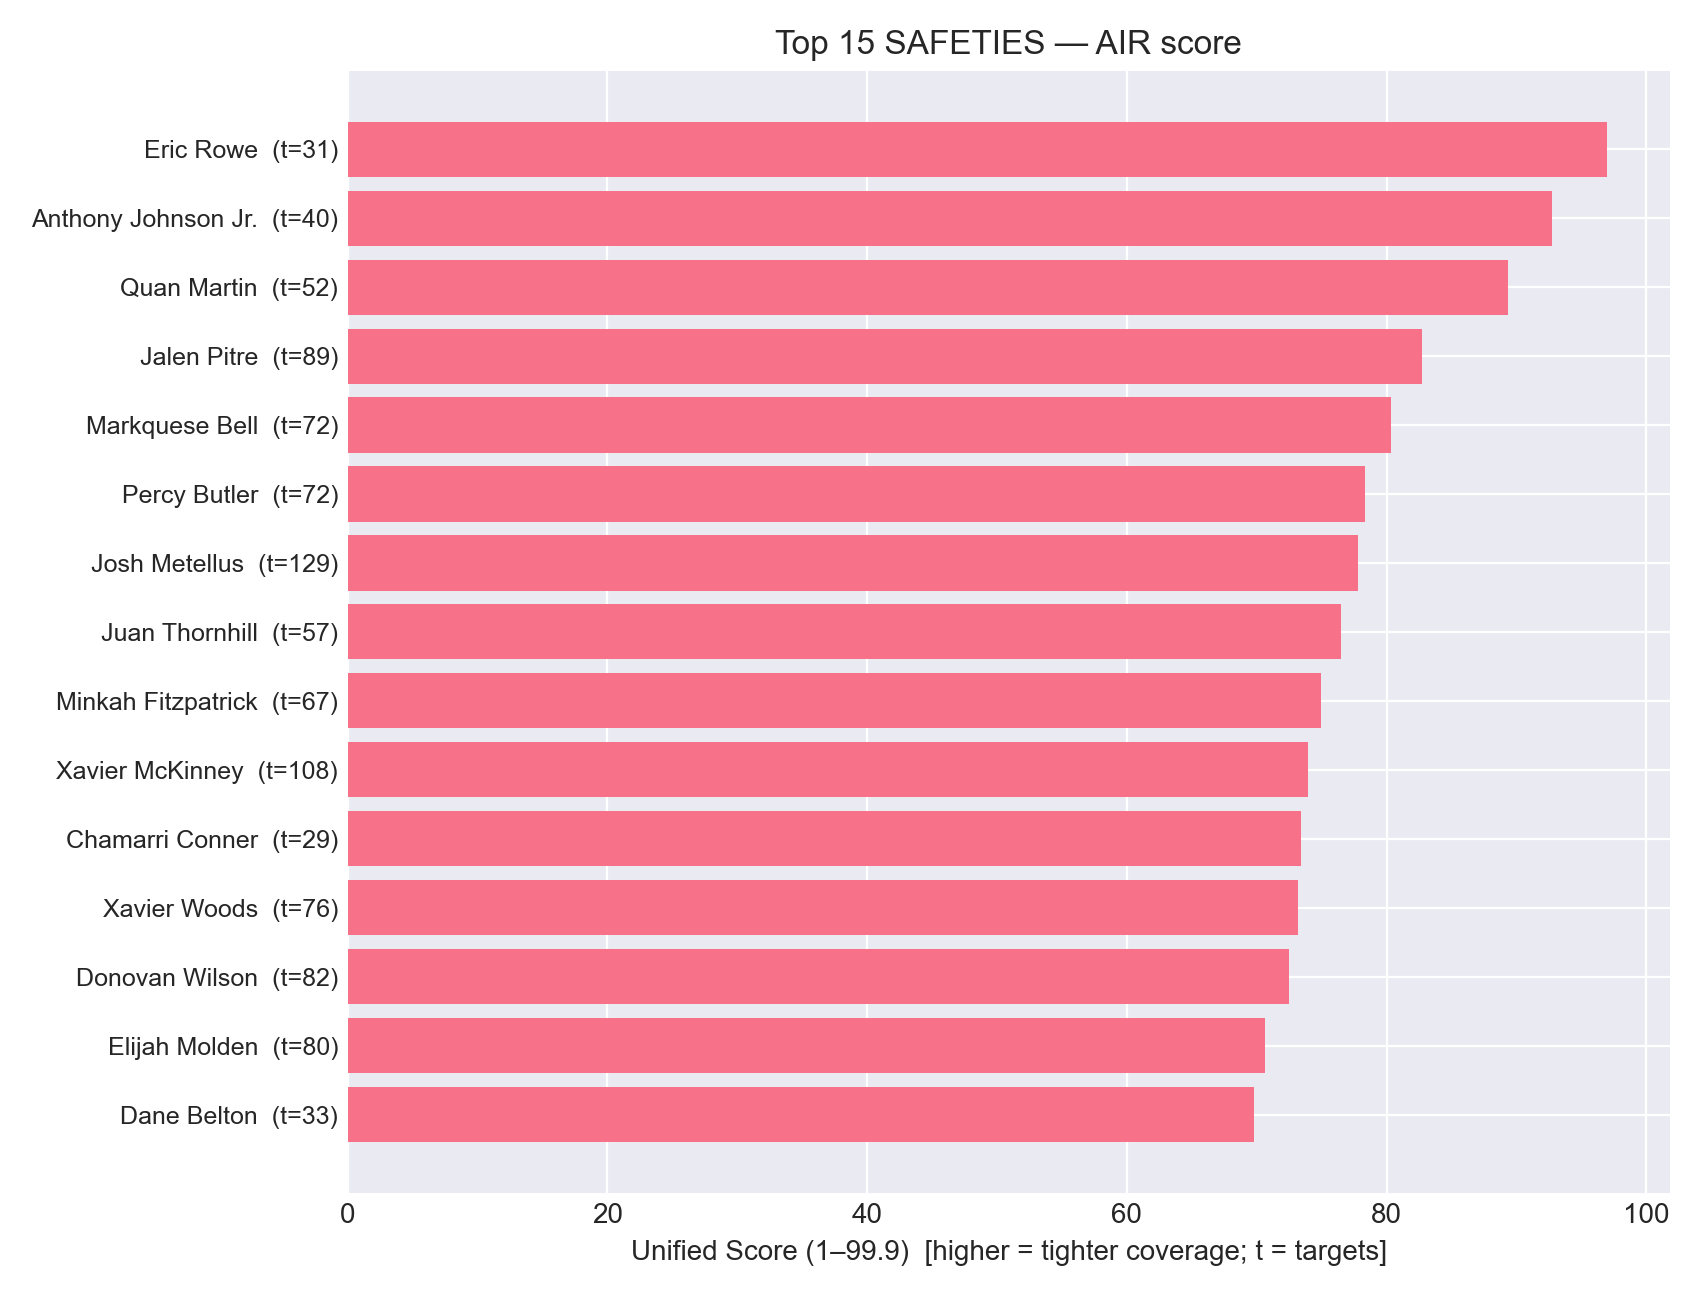 Top 15 SAFETIES — AIR score
Eric Rowe  (t=31)
Anthony Johnson Jr.  (t=40)
Quan Martin  (t=52)
Jalen Pitre  (t=89)
Markquese Bell  (t=72)
Percy Butler  (t=72)
Josh Metellus  (t=129)
Juan Thornhill  (t=57)
Minkah Fitzpatrick  (t=67)
Xavier McKinney  (t=108)
Chamarri Conner  (t=29)
Xavier Woods  (t=76)
Donovan Wilson  (t=82)
Elijah Molden  (t=80)
Dane Belton  (t=33)
0 20 40 60 80 100
Unified Score (1–99.9)  [higher = tighter coverage; t = targets]